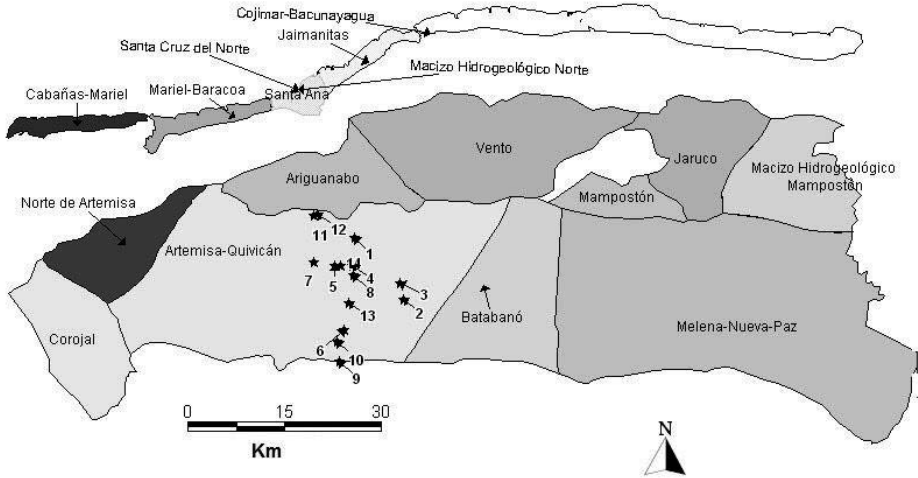 Cojimar-Bacunayagua
Jaimanitas
Santa Cruz del Norte
Macizo Hidrogeológico Norte
Mariel-Baracoa
Santa Ana
Cabañas-Mariel
Vento
Jaruco
Macizo Hidrogeológico
Mampostón
Ariguanabo
Mampostón
Norte de Artemisa
Artemisa-Quivicán
11
12
1
7
5
14
4
8
3
2
13
Batabanó
Melena-Nueva-Paz
Corojal
6
10
9
0
15
30
Km
N